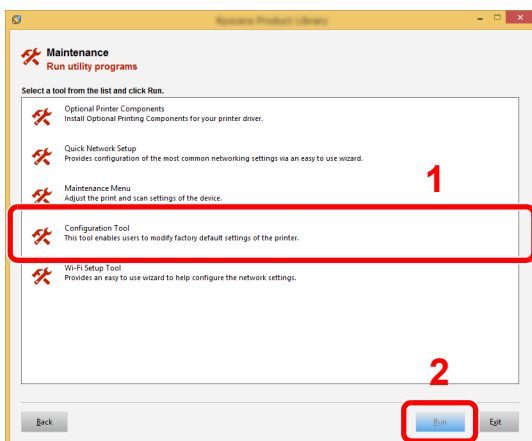 Kyocera Product Library
Maintenance
Run utility programs
Select a tool from the list and click Run.
Optional Printer Components
Install Optional Printing Components for your printer driver.
Quick Network Setup
Provides configuration of the most common networking settings via an easy to use wizard.
1
Maintenance Menu
Adjust the print and scan settings of the device.
Configuration Tool
This tool enables users to modify factory default settings of the printer.
Wi-Fi Setup Tool
Provides an easy to use wizard to help configure the network settings.
2
Back
Run
Exit